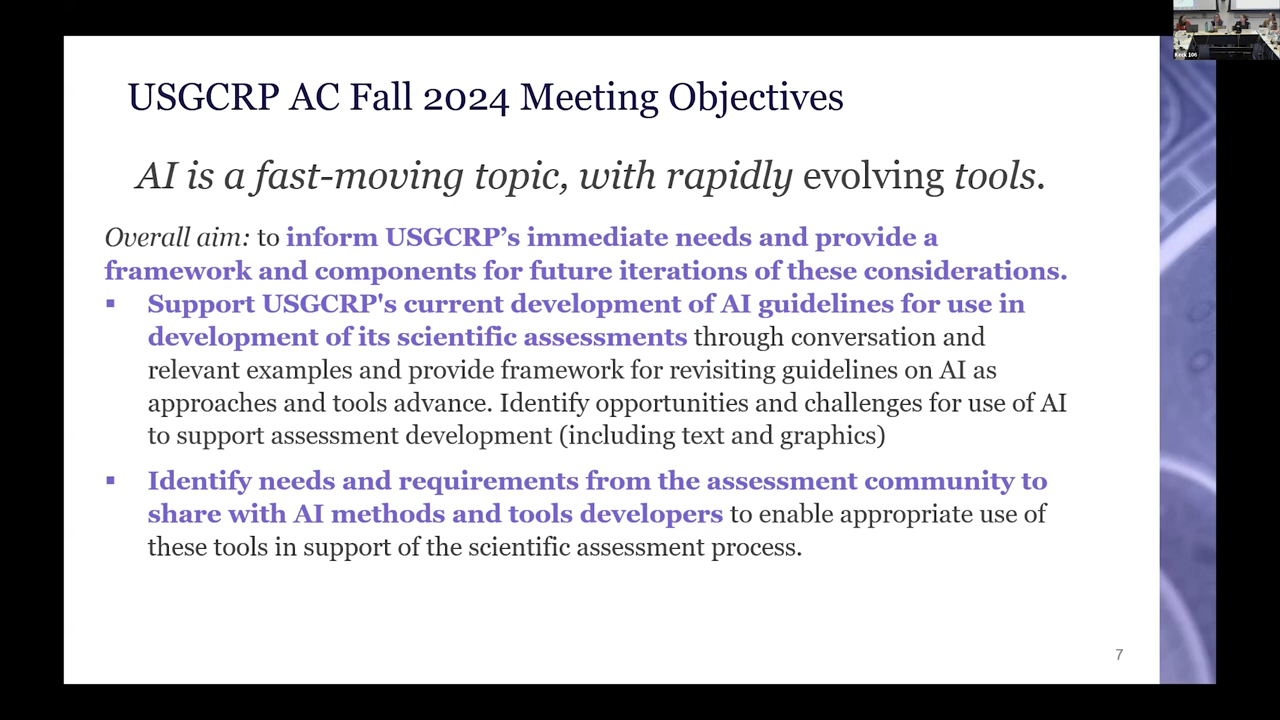 USGCRP AC Fall 2024 Meeting Objectives
AI is a fast-moving topic, with rapidly evolving tools.
Overall aim: to inform USGCRP’s immediate needs and provide a
framework and components for future iterations of these considerations.
▪ Support USGCRP's current development of AI guidelines for use in
development of its scientific assessments through conversation and
relevant examples and provide framework for revisiting guidelines on AI as
approaches and tools advance. Identify opportunities and challenges for use of AI
to support assessment development (including text and graphics)
▪ Identify needs and requirements from the assessment community to
share with AI methods and tools developers to enable appropriate use of
these tools in support of the scientific assessment process.
7
Keck 106